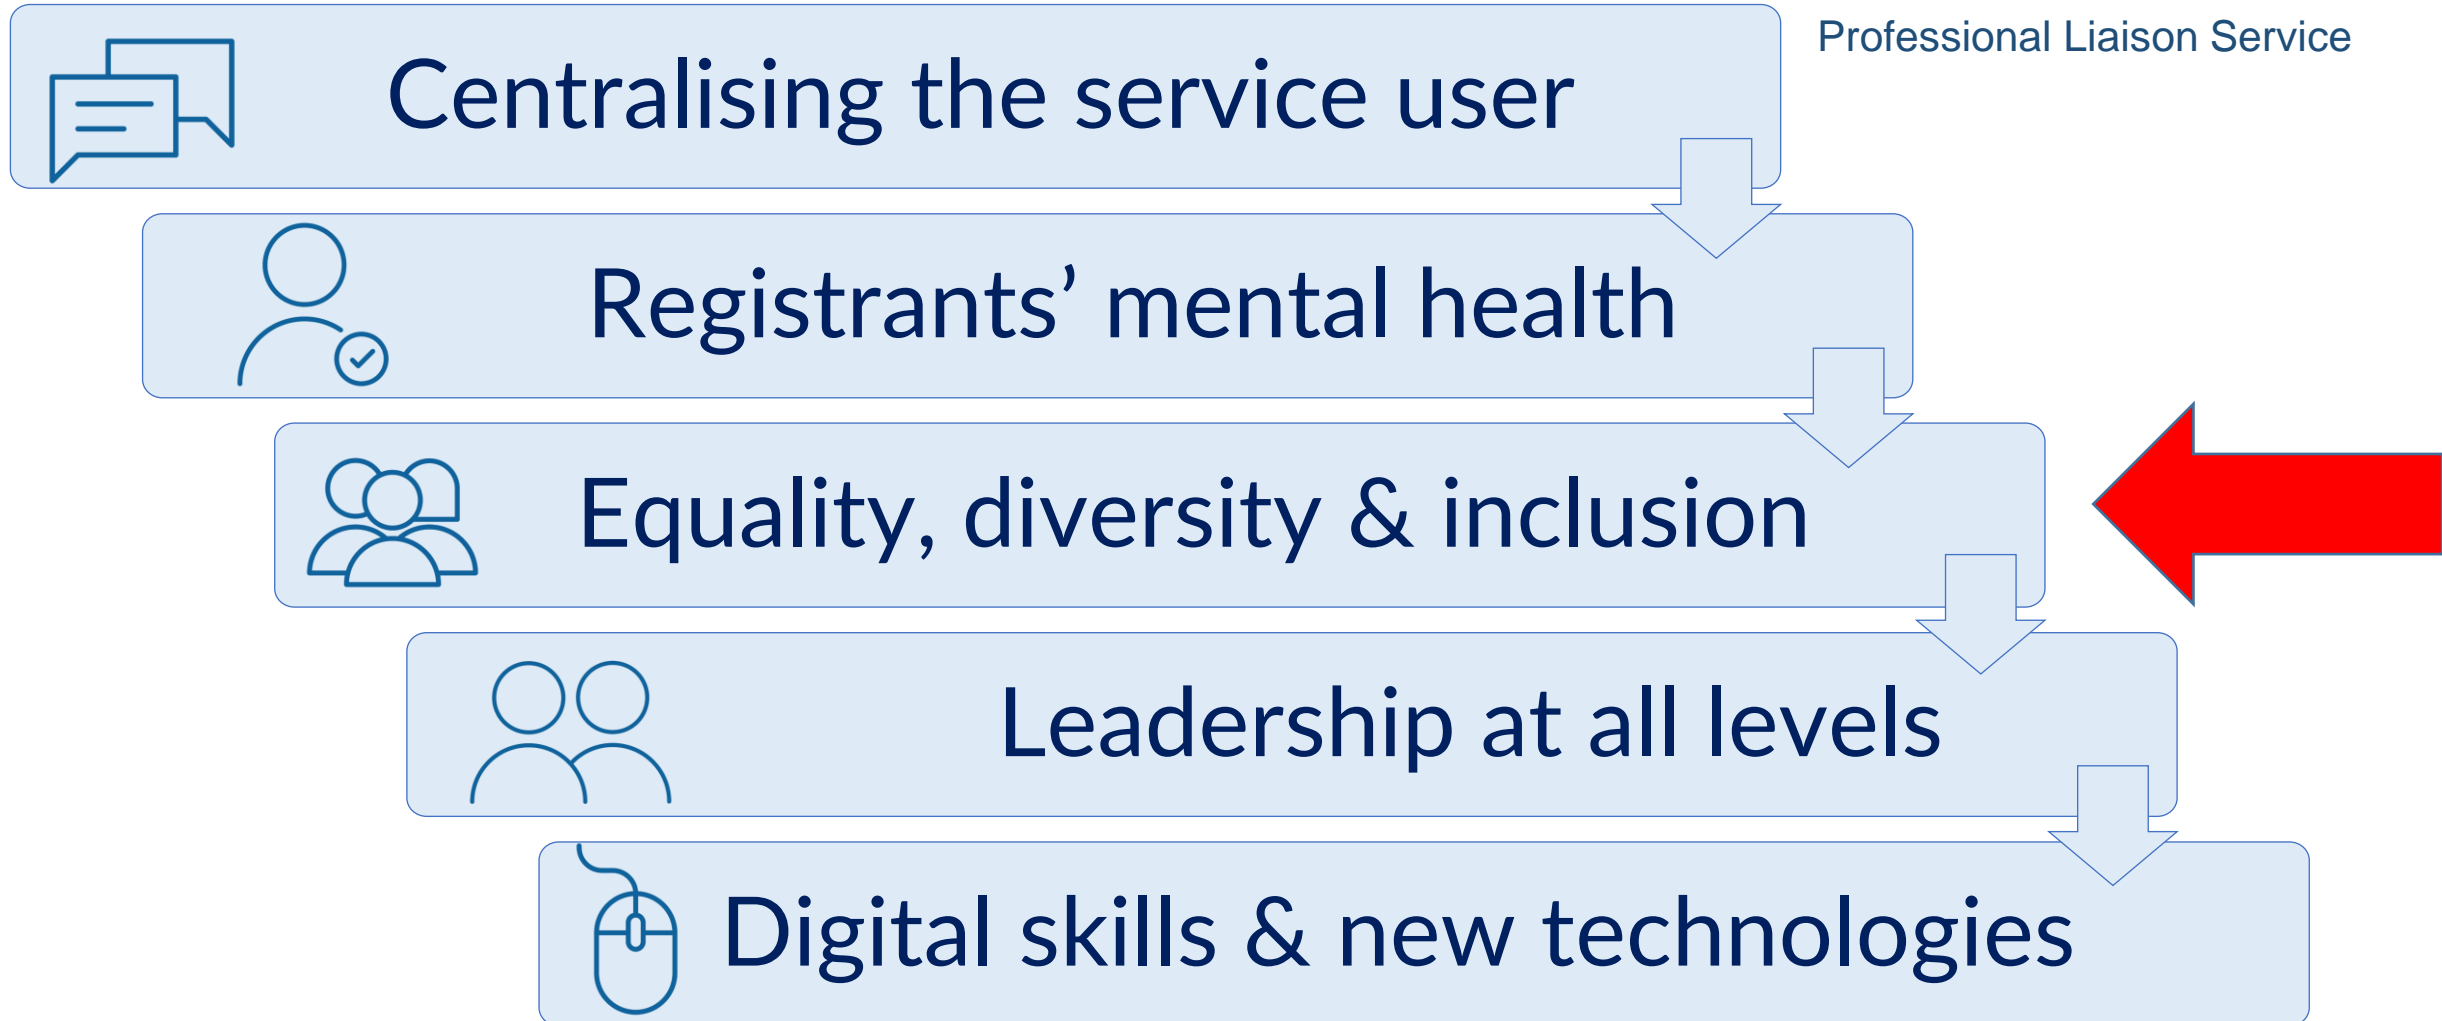 Professional Liaison Service
Centralising the service user
Registrants’ mental health
Equality, diversity & inclusion
Leadership at all levels
Digital skills & new technologies